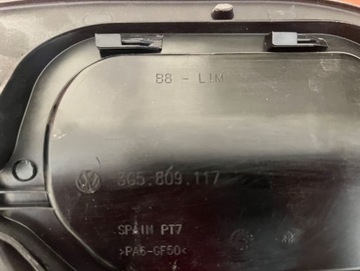 B8 - LIM
3G5.809.117
SPAIN PT7
>PA6-GF50<